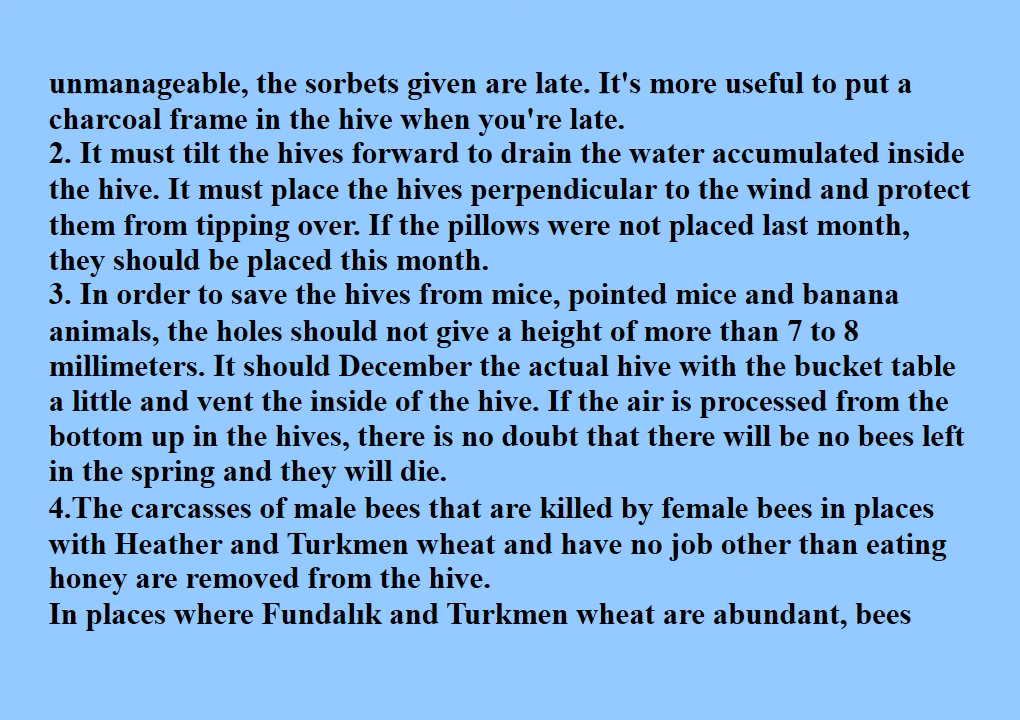 unmanageable, the sorbets given are late. It's more useful to put a
charcoal frame in the hive when you're late.
2. It must tilt the hives forward to drain the water accumulated inside
the hive. It must place the hives perpendicular to the wind and protect
them from tipping over. If the pillows were not placed last month,
they should be placed this month.
3. In order to save the hives from mice, pointed mice and banana
animals, the holes should not give a height of more than 7 to 8
millimeters. It should December the actual hive with the bucket table
a little and vent the inside of the hive. If the air is processed from the
bottom up in the hives, there is no doubt that there will be no bees left
in the spring and they will die.
4.The carcasses of male bees that are killed by female bees in places
with Heather and Turkmen wheat and have no job other than eating
honey are removed from the hive.
In places where Fundalık and Turkmen wheat are abundant, bees